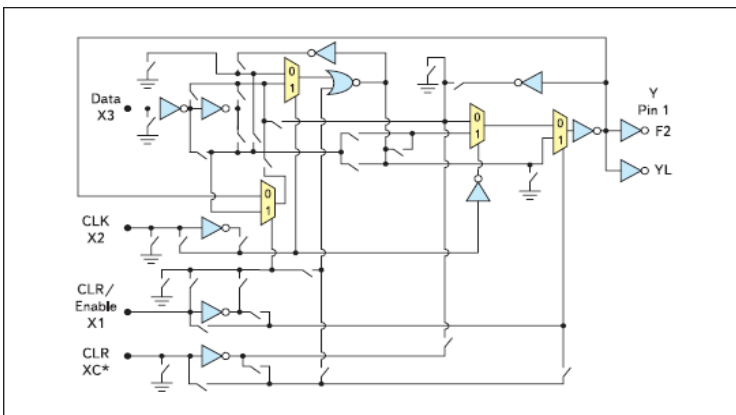 0
1
Data
X3
0
1
0
1
Y
Pin 1
F2
YL
0
1
CLK
X2
CLR/
Enable
X1
CLR
XC*